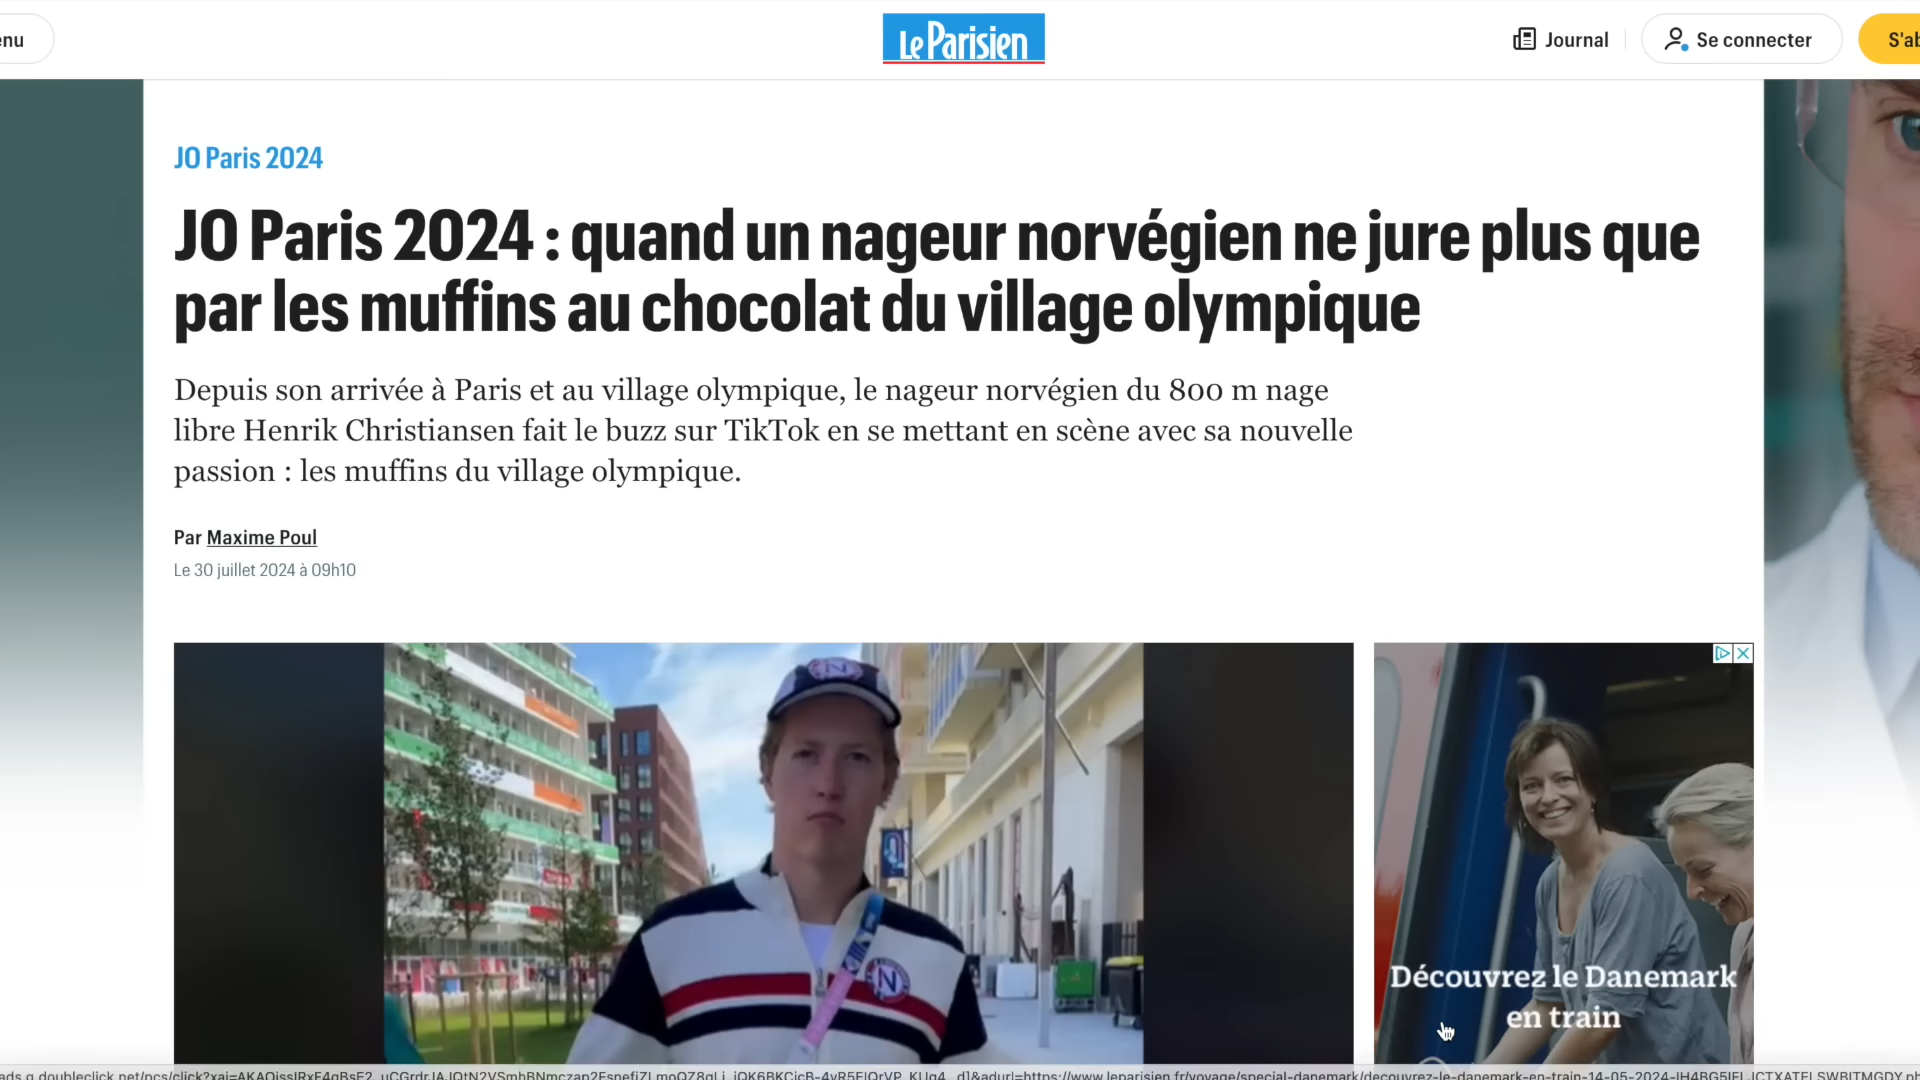 enu
Le Parisien
Journal
Se connecter
S'ab
JO Paris 2024
JO Paris 2024 : quand un nageur norvégien ne jure plus que
par les muffins au chocolat du village olympique
Depuis son arrivée à Paris et au village olympique, le nageur norvégien du 800 m nage
libre Henrik Christiansen fait le buzz sur TikTok en se mettant en scène avec sa nouvelle
passion : les muffins du village olympique.
Par Maxime Poul
Le 30 juillet 2024 à 09h10
N
N
Découvrez le Danemark
en train